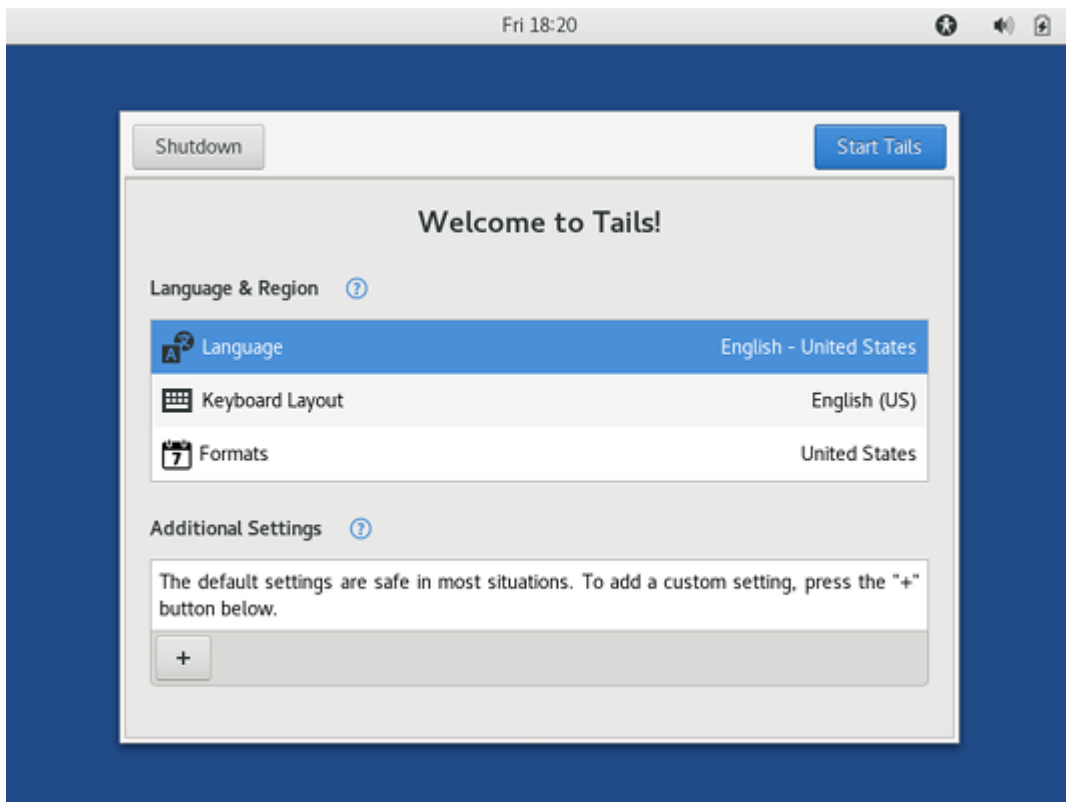 Fri 18:20
Shutdown
Start Tails
Welcome to Tails!
Language & Region ?
A Language English - United States
Keyboard Layout English (US)
7 Formats United States
Additional Settings ?
The default settings are safe in most situations. To add a custom setting, press the "+"
button below.
+